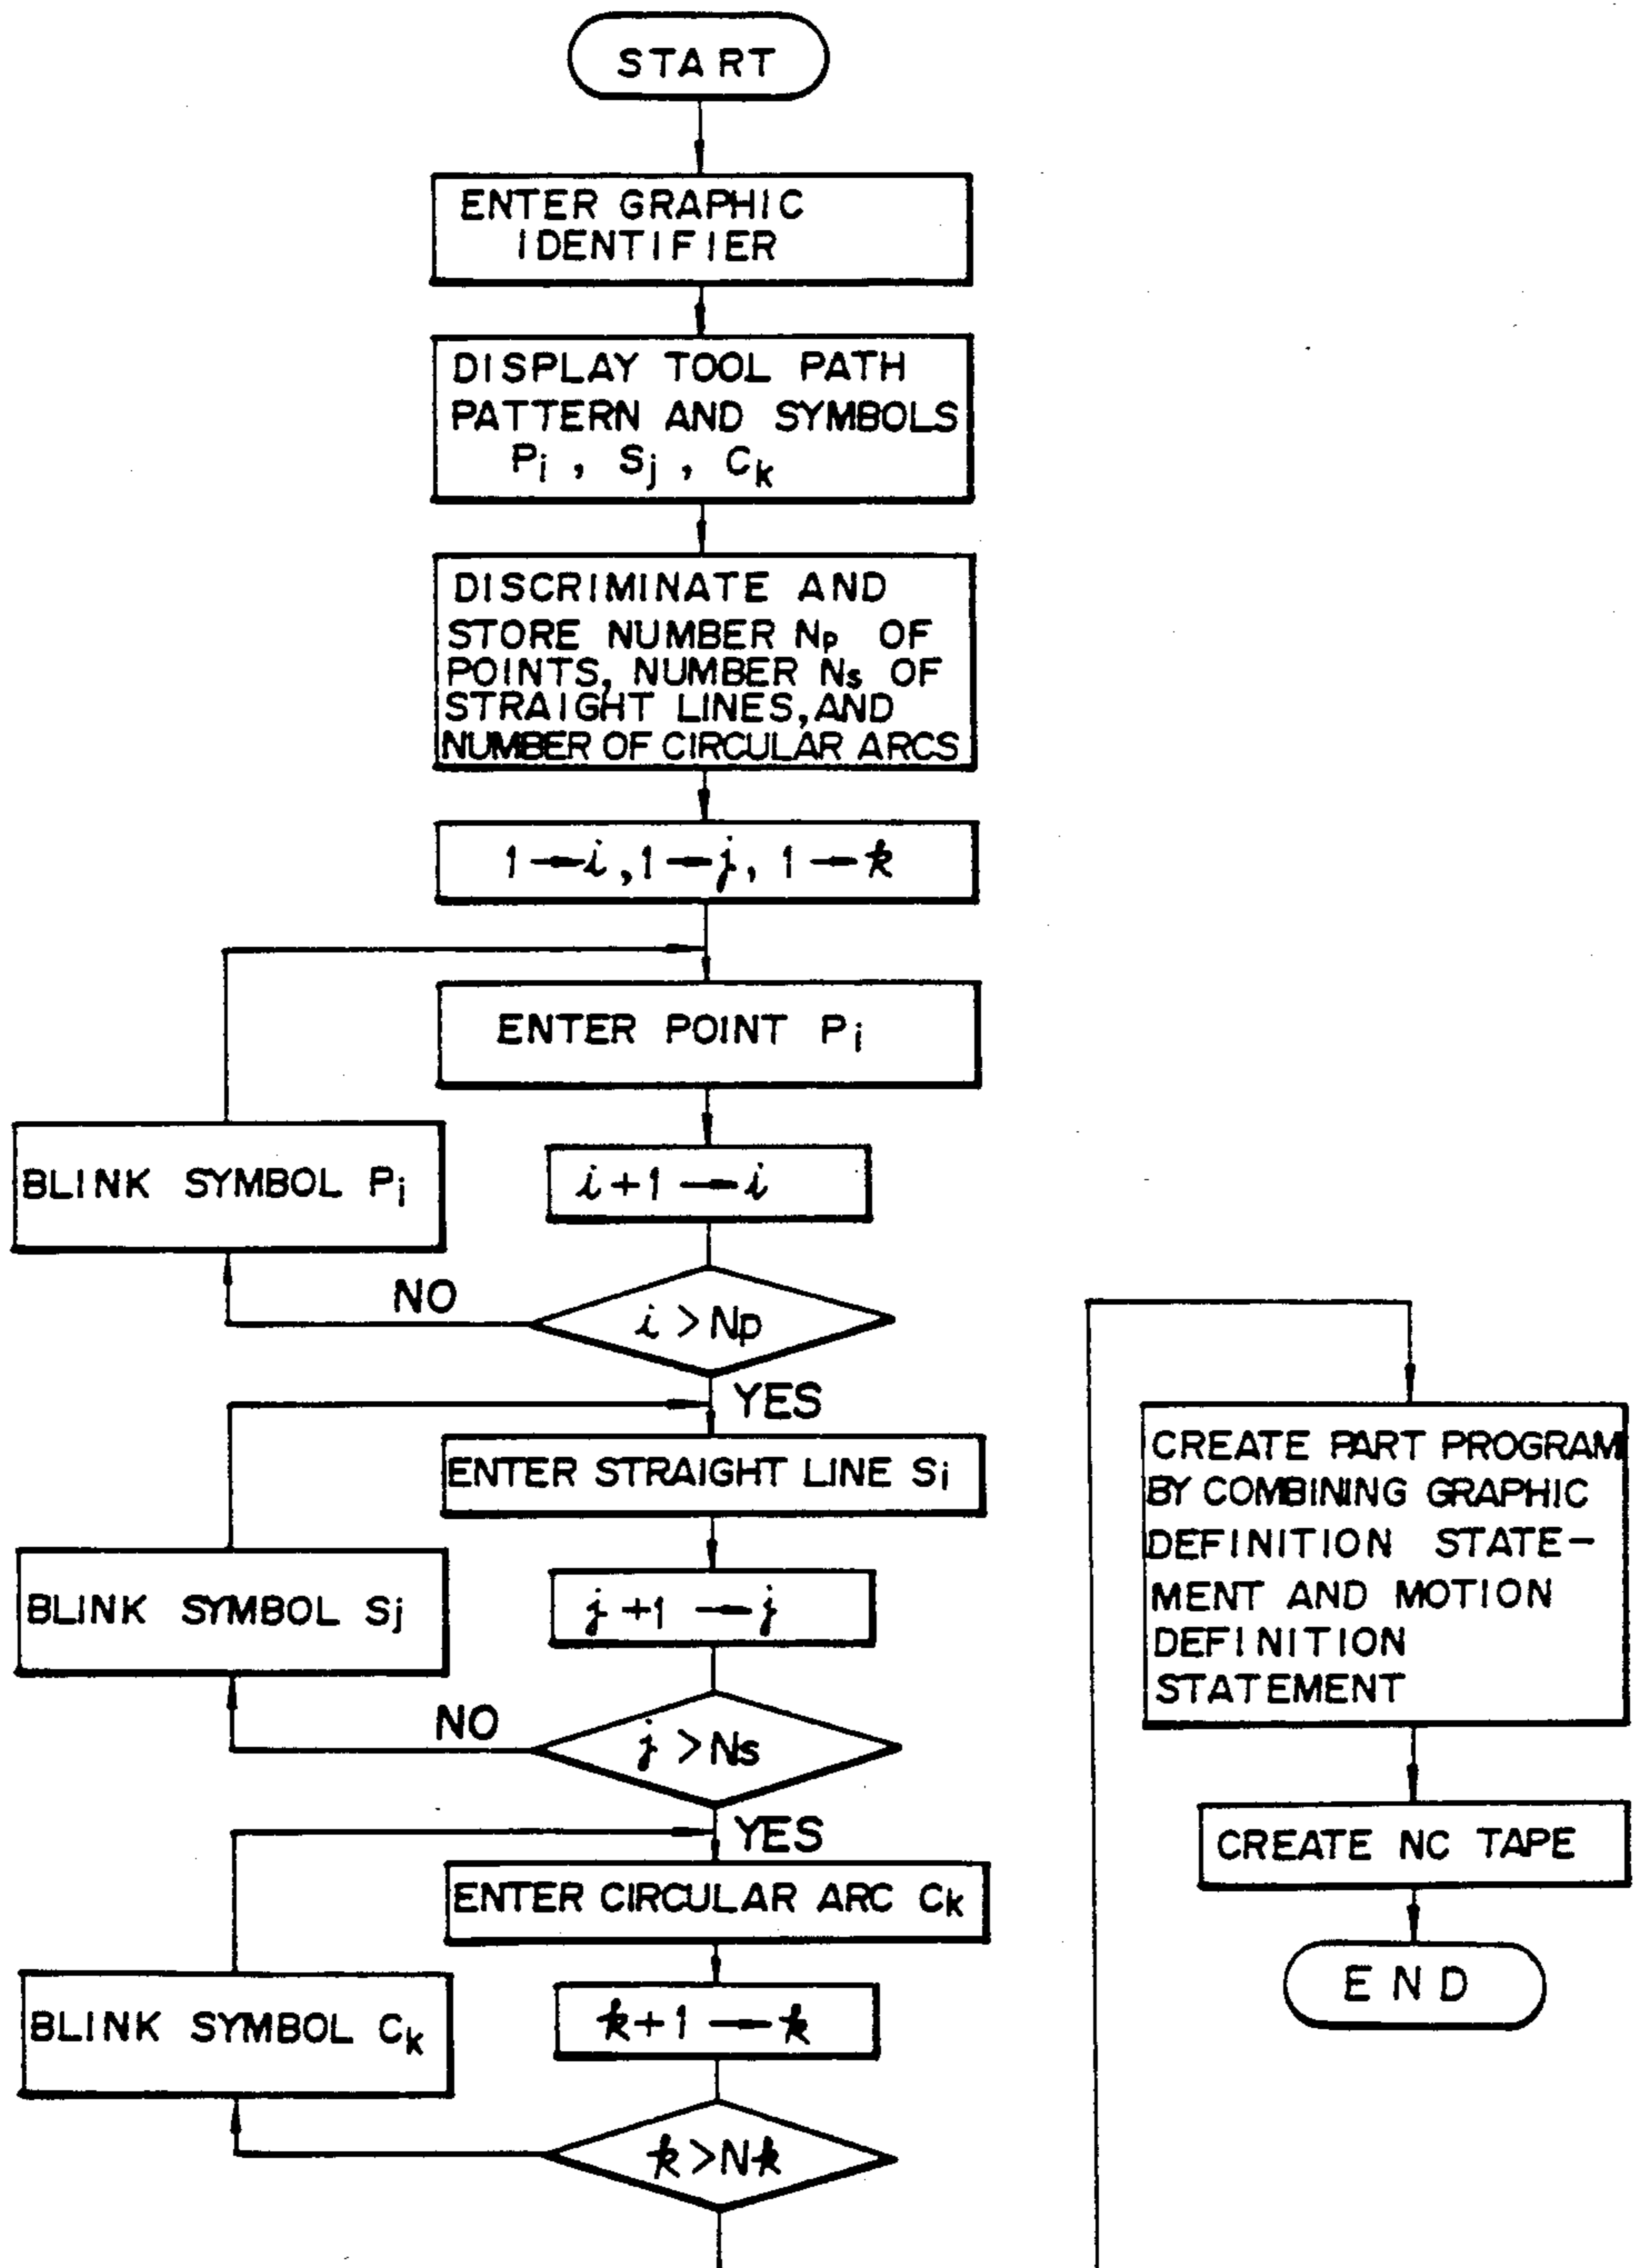 START
ENTER GRAPHIC
IDENTIFIER
DISPLAY TOOL PATH
PATTERN AND SYMBOLS
Pi , Sj , Ck
DISCRIMINATE AND
STORE NUMBER Np OF
POINTS, NUMBER Ns OF
STRAIGHT LINES, AND
NUMBER OF CIRCULAR ARCS
1→i, 1→j, 1→k
ENTER POINT Pi
BLINK SYMBOL Pi
i+1→i
NO
i>Np
YES
ENTER STRAIGHT LINE Si
BLINK SYMBOL Sj
j+1→j
NO
j>Ns
YES
ENTER CIRCULAR ARC Ck
BLINK SYMBOL Ck
k+1→k
k>Nk
CREATE PART PROGRAM
BY COMBINING GRAPHIC
DEFINITION STATE-
MENT AND MOTION
DEFINITION
STATEMENT
CREATE NC TAPE
END